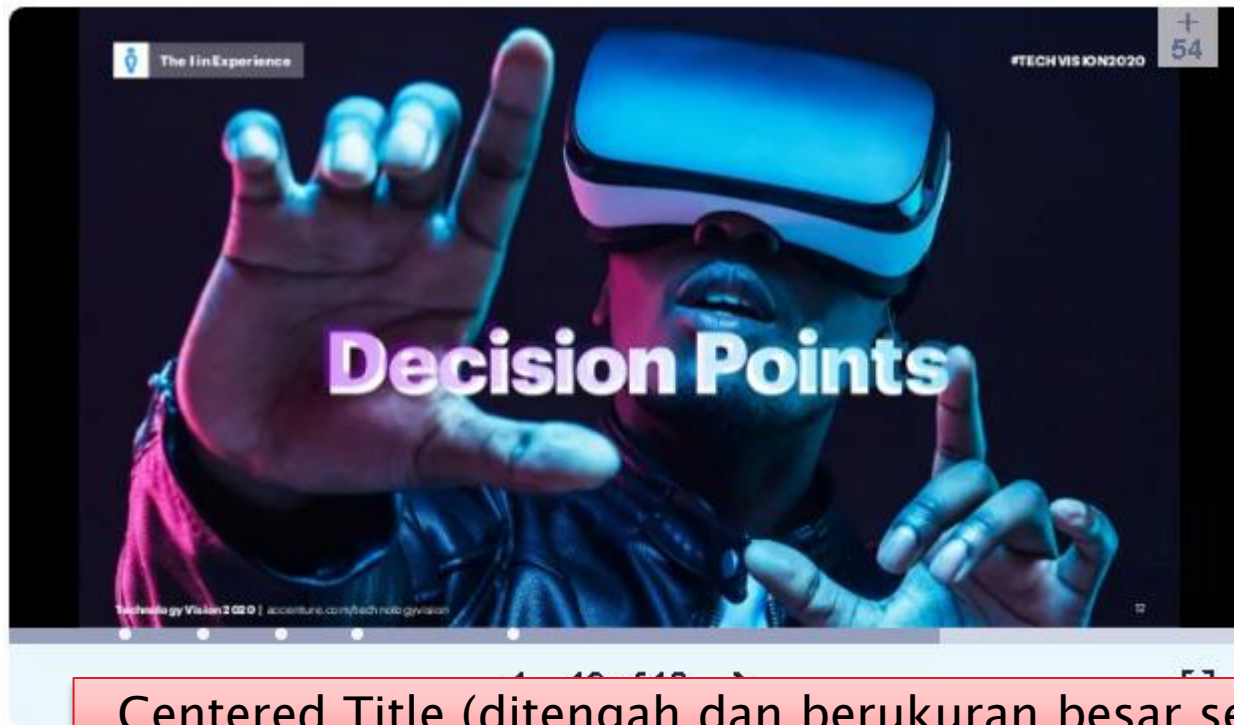 The I in Experience
#TECHVISION2020
54
Decision Points
Technology Vision 2020 | accenture.com/technologyvision
12
Centered Title (ditengah dan berukuran besar se